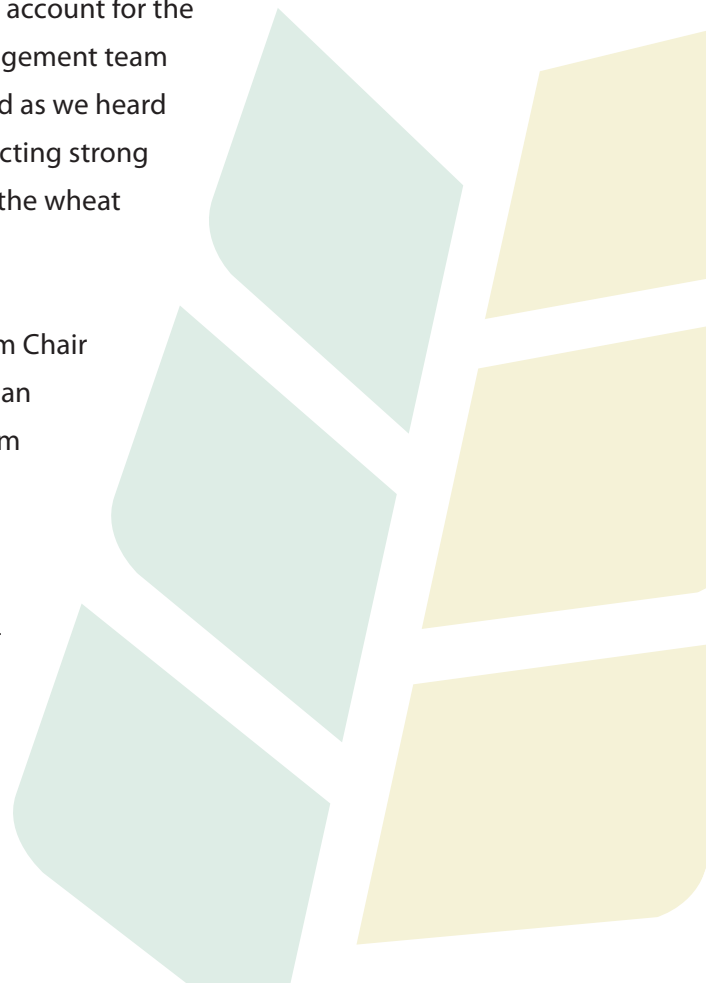 account for the
gement team
d as we heard
cting strong
the wheat
m Chair
an
m